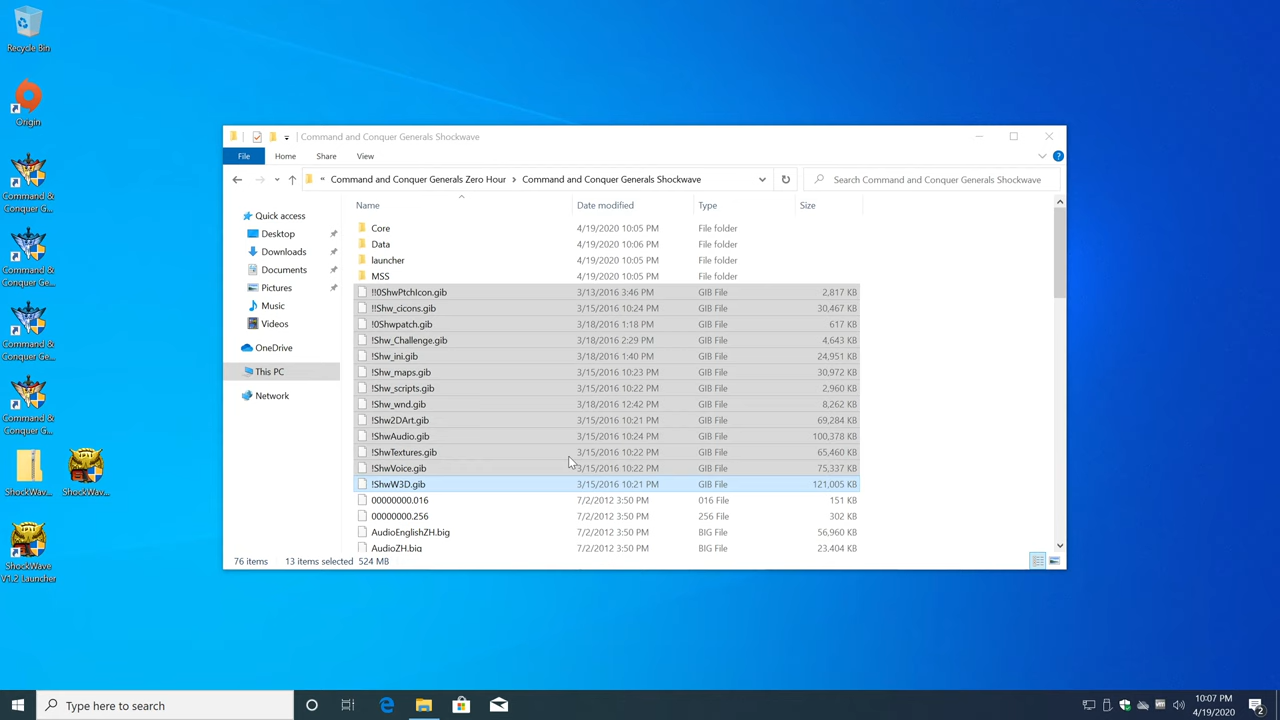 Recycle Bin
Origin
Command &
Conquer G...
Command &
Conquer Ge...
Command &
Conquer Ge...
Command &
Conquer Ge...
ShockWav...
ShockWav...
ShockWave
V1.2 Launcher
Command and Conquer Generals Shockwave
File
Home
Share
View
« Command and Conquer Generals Zero Hour > Command and Conquer Generals Shockwave
Search Command and Conquer Generals Shockwave
Quick access
Desktop
Downloads
Documents
Pictures
Music
Videos
OneDrive
This PC
Network
Name Date modified Type Size
Core 4/19/2020 10:05 PM File folder
Data 4/19/2020 10:06 PM File folder
launcher 4/19/2020 10:05 PM File folder
MSS 4/19/2020 10:05 PM File folder
!!0ShwPtchIcon.gib 3/13/2016 3:46 PM GIB File 2,817 KB
!!Shw_cicons.gib 3/15/2016 10:24 PM GIB File 30,467 KB
!0Shwpatch.gib 3/18/2016 1:18 PM GIB File 617 KB
!Shw_Challenge.gib 3/18/2016 2:29 PM GIB File 4,643 KB
!Shw_ini.gib 3/18/2016 1:40 PM GIB File 24,951 KB
!Shw_maps.gib 3/15/2016 10:23 PM GIB File 30,972 KB
!Shw_scripts.gib 3/15/2016 10:22 PM GIB File 2,960 KB
!Shw_wnd.gib 3/18/2016 12:42 PM GIB File 8,262 KB
!Shw2DArt.gib 3/15/2016 10:21 PM GIB File 69,284 KB
!ShwAudio.gib 3/15/2016 10:24 PM GIB File 100,378 KB
!ShwTextures.gib 3/15/2016 10:22 PM GIB File 65,460 KB
!ShwVoice.gib 3/15/2016 10:22 PM GIB File 75,337 KB
!ShwW3D.gib 3/15/2016 10:21 PM GIB File 121,005 KB
00000000.016 7/2/2012 3:50 PM 016 File 151 KB
00000000.256 7/2/2012 3:50 PM 256 File 302 KB
AudioEnglishZH.big 7/2/2012 3:50 PM BIG File 56,960 KB
AudioZH.big 7/2/2012 3:50 PM BIG File 23,404 KB
76 items 13 items selected 524 MB
Type here to search
10:07 PM
4/19/2020
2